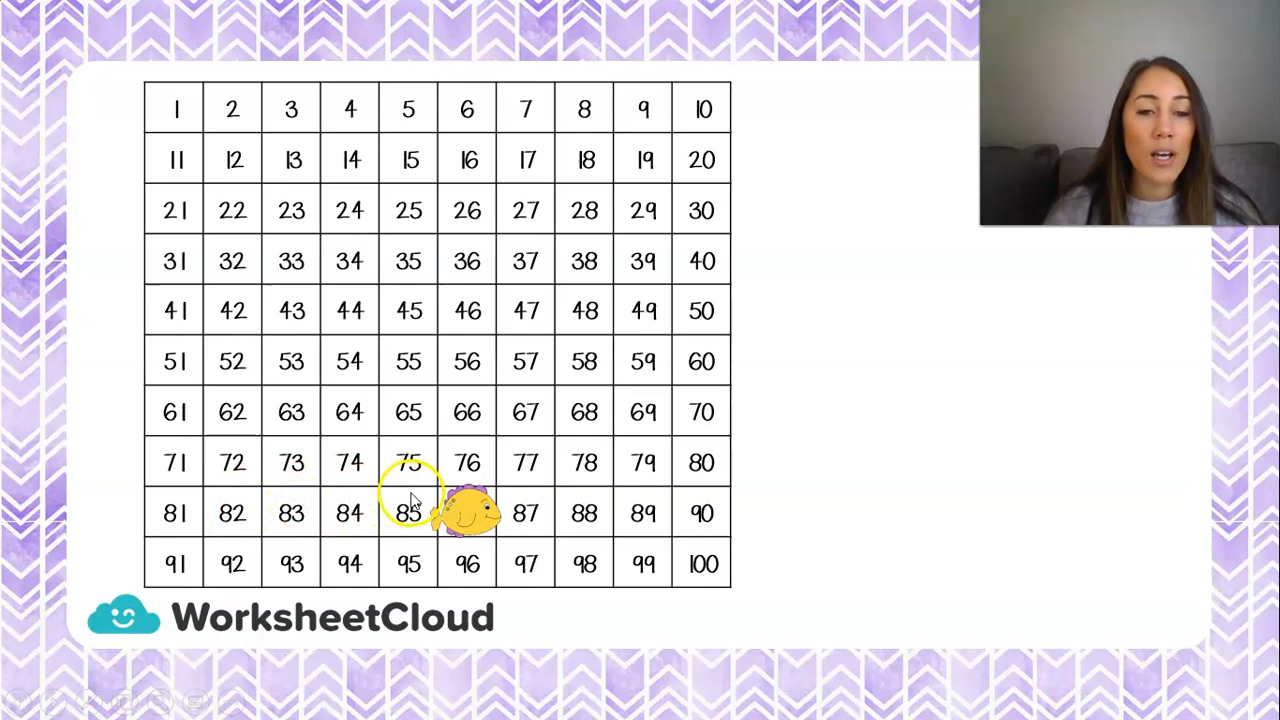 1 2 3 4 5 6 7 8 9 10
11 12 13 14 15 16 17 18 19 20
21 22 23 24 25 26 27 28 29 30
31 32 33 34 35 36 37 38 39 40
41 42 43 44 45 46 47 48 49 50
51 52 53 54 55 56 57 58 59 60
61 62 63 64 65 66 67 68 69 70
71 72 73 74 75 76 77 78 79 80
81 82 83 84 85 87 88 89 90
91 92 93 94 95 96 97 98 99 100
WorksheetCloud